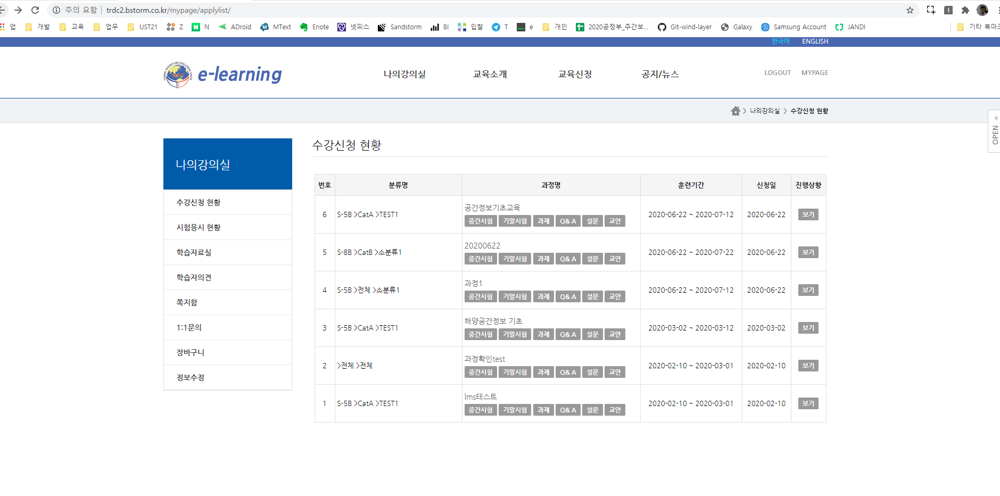 주의 요함 | trdc2.bstorm.co.kr/mypage/applylist/
앱 개발 교육 업무 UST21 Z N ADroid MText Enote 넷피스 Sandstorm BI 입찰 T e 개인 2020공정부_주간보... Git-wind-layer Galaxy Samsung Account JANDI 기타 북마크
한국어 ENGLISH
e-learning 나의강의실 교육소개 교육신청 공지/뉴스 LOGOUT MYPAGE
> 나의강의실 > 수강신청 현황
OPEN
나의강의실
수강신청 현황
시험응시 현황
학습자료실
학습자의견
쪽지함
1:1문의
장바구니
정보수정
수강신청 현황
번호 분류명 과정명 훈련기간 신청일 진행상황
공간정보기초교육
6 S-5B >CatA >TEST1 2020-06-22 ~ 2020-07-12 2020-06-22 보기
중간시험 기말시험 과제 Q& A 설문 교안
20200622
5 S-8B >CatB >소분류1 2020-06-22 ~ 2020-07-22 2020-06-22 보기
중간시험 기말시험 과제 Q& A 설문 교안
과정1
4 S-5B >전체 >소분류1 2020-06-22 ~ 2020-07-12 2020-06-22 보기
중간시험 기말시험 과제 Q& A 설문 교안
해양공간정보 기초
3 S-5B >CatA >TEST1 2020-03-02 ~ 2020-03-12 2020-03-02 보기
중간시험 기말시험 과제 Q& A 설문 교안
과정확인test
2 >전체 >전체 2020-02-10 ~ 2020-03-01 2020-02-10 보기
중간시험 기말시험 과제 Q& A 설문 교안
lms테스트
1 S-5B >CatA >TEST1 2020-02-10 ~ 2020-03-01 2020-02-10 보기
중간시험 기말시험 과제 Q& A 설문 교안